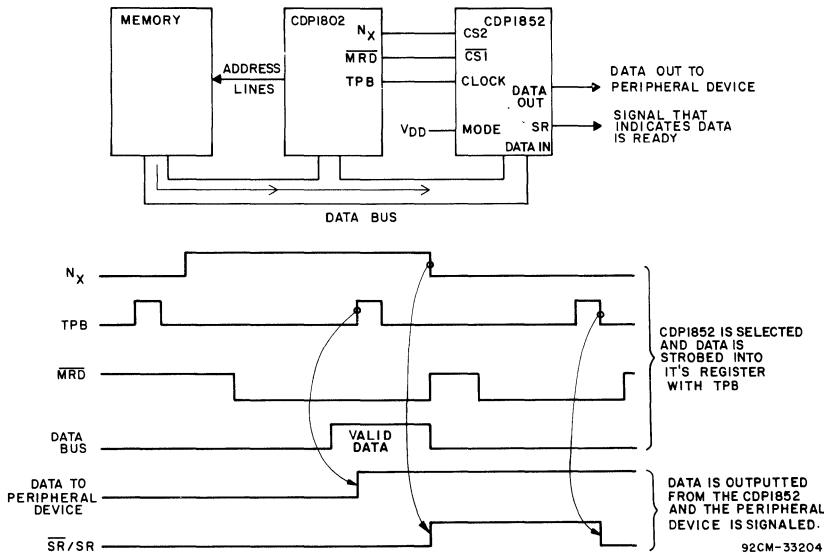 MEMORY
CDP1802
CDP1852
NX
CS2
MRD
CS1
ADDRESS
LINES
TPB
CLOCK
DATA
OUT
DATA OUT TO
PERIPHERAL DEVICE
VDD
MODE
SR
SIGNAL THAT
INDICATES DATA
IS READY
DATA IN
DATA BUS
NX
TPB
MRD
DATA
BUS
VALID
DATA
CDP1852 IS SELECTED
AND DATA IS
STROBED INTO
IT'S REGISTER
WITH TPB
DATA TO
PERIPHERAL
DEVICE
SR/SR
DATA IS OUTPUTTED
FROM THE CDP1852
AND THE PERIPHERAL
DEVICE IS SIGNALED.
92CM-33204